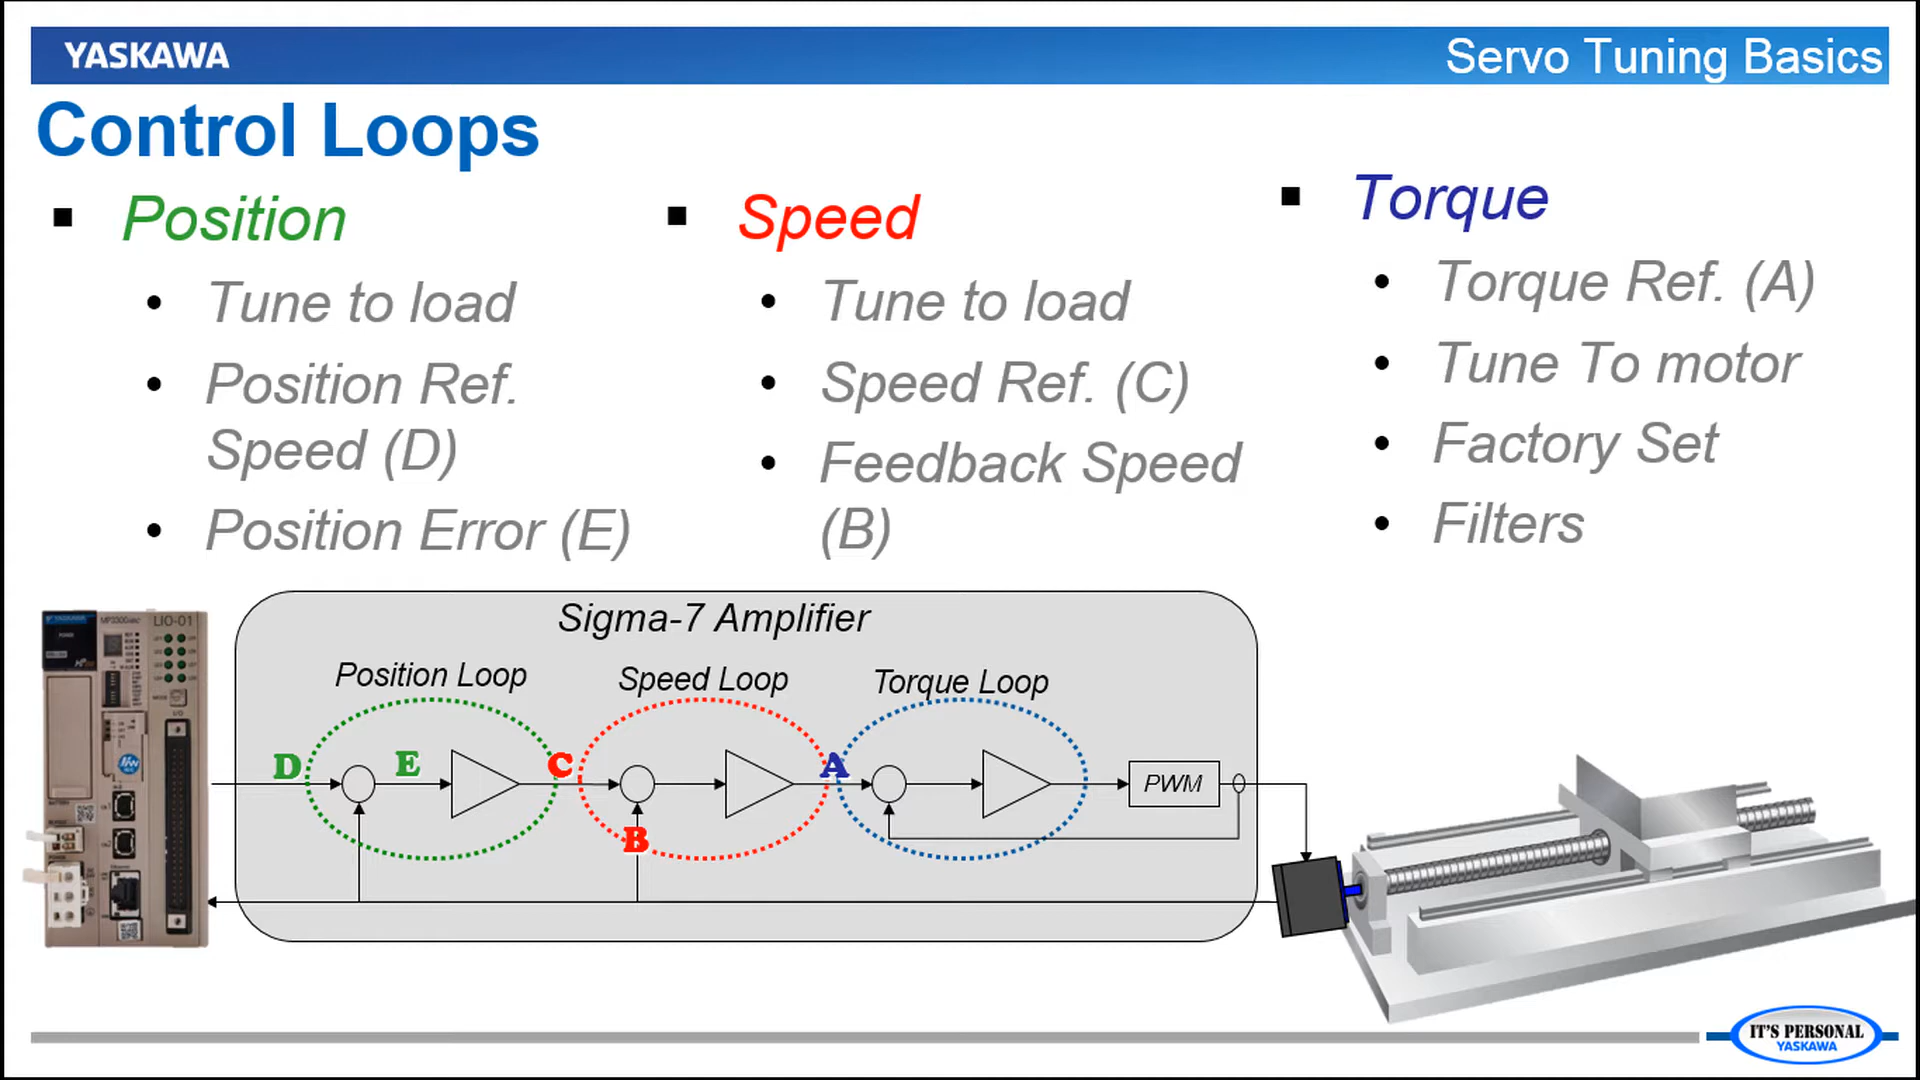 YASKAWA
Servo Tuning Basics
Control Loops
Position
Tune to load
Position Ref.
Speed (D)
Position Error (E)
Speed
Tune to load
Speed Ref. (C)
Feedback Speed
(B)
Torque
Torque Ref. (A)
Tune To motor
Factory Set
Filters
LIO-01
Sigma-7 Amplifier
Position Loop
Speed Loop
Torque Loop
D
E
C
B
A
PWM
IT'S PERSONAL
YASKAWA